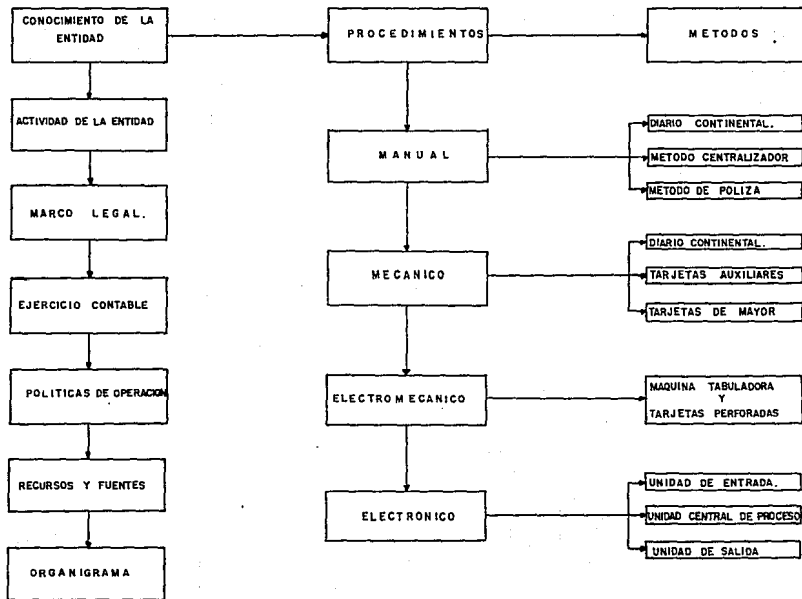 CONOCIMIENTO DE LA
ENTIDAD
ACTIVIDAD DE LA ENTIDAD
MARCO LEGAL.
EJERCICIO CONTABLE
POLITICAS DE OPERACION
RECURSOS Y FUENTES
ORGANIGRAMA
PROCEDIMIENTOS
MANUAL
MECANICO
ELECTROMECANICO
ELECTRONICO
METODOS
DIARIO CONTINENTAL.
METODO CENTRALIZADOR
METODO DE POLIZA
DIARIO CONTINENTAL.
TARJETAS AUXILIARES
TARJETAS DE MAYOR
MAQUINA TABULADORA
Y
TARJETAS PERFORADAS
UNIDAD DE ENTRADA.
UNIDAD CENTRAL DE PROCESO
UNIDAD DE SALIDA